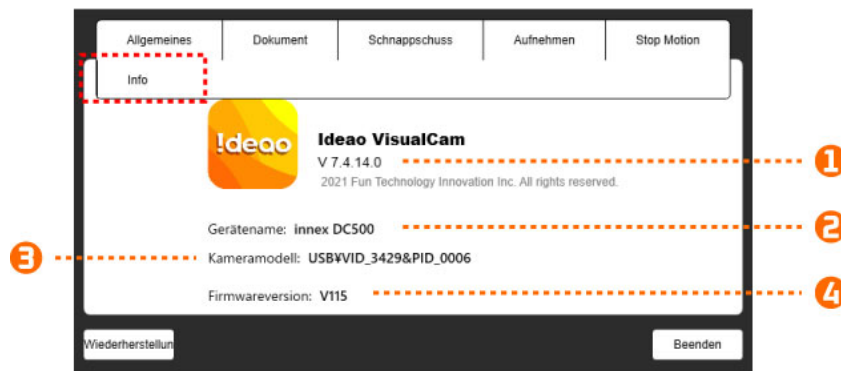 Allgemeines Dokument Schnappschuss Aufnehmen Stop Motion
Info
!deao Ideao VisualCam
V 7.4.14.0 1
2021 Fun Technology Innovation Inc. All rights reserved.
Gerätename: innex DC500 2
3 Kameramodell: USB¥VID_3429&PID_0006
Firmwareversion: V115 4
Wiederherstellun Beenden